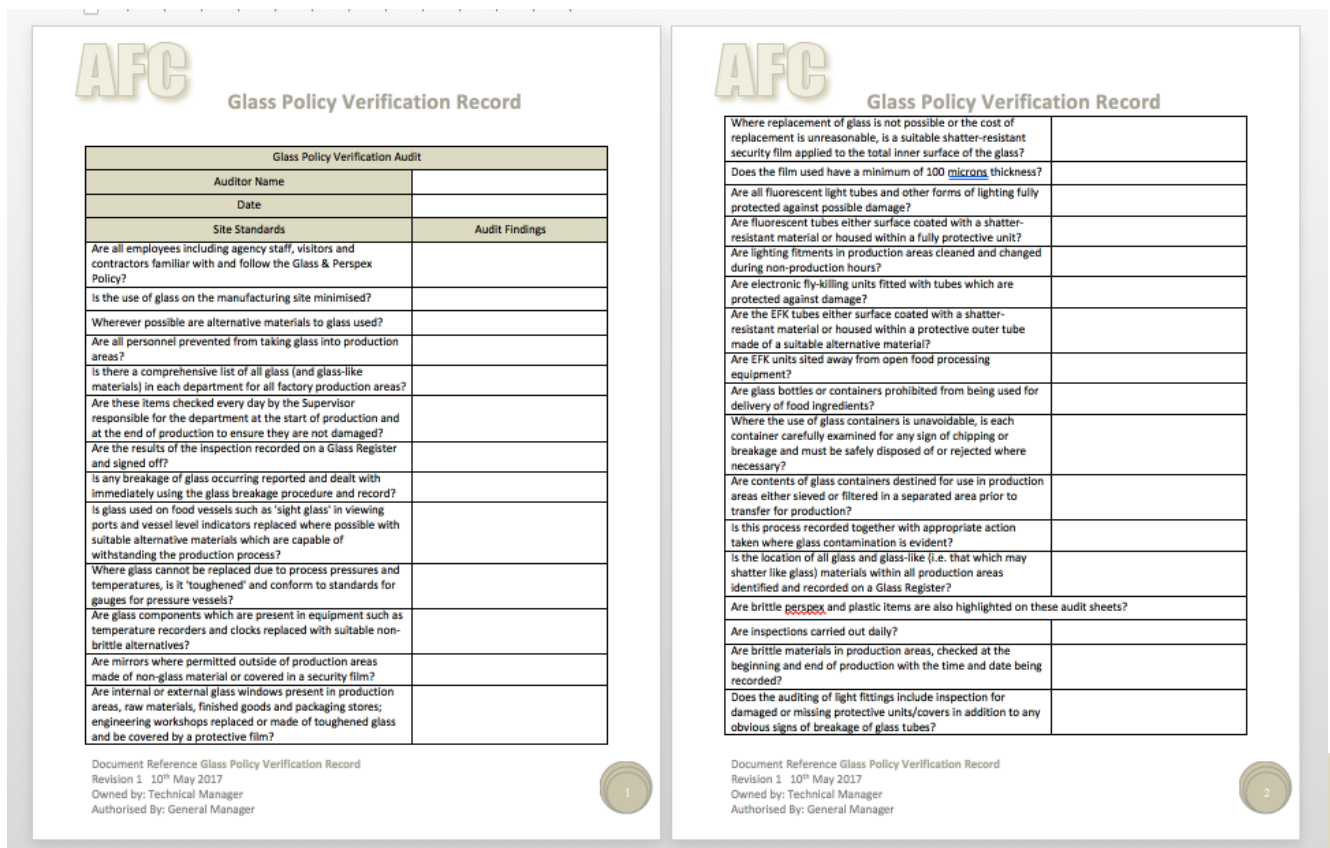 AFC
Glass Policy Verification Record
Glass Policy Verification Audit
Auditor Name
Date
Site Standards
Audit Findings
Are all employees including agency staff, visitors and
contractors familiar with and follow the Glass & Perspex
Policy?
Is the use of glass on the manufacturing site minimised?
Wherever possible are alternative materials to glass used?
Are all personnel prevented from taking glass into production
areas?
Is there a comprehensive list of all glass (and glass-like
materials) in each department for all factory production areas?
Are these items checked every day by the Supervisor
responsible for the department at the start of production and
at the end of production to ensure they are not damaged?
Are the results of the inspection recorded on a Glass Register
and signed off?
Is any breakage of glass occurring reported and dealt with
immediately using the glass breakage procedure and record?
Is glass used on food vessels such as 'sight glass' in viewing
ports and vessel level indicators replaced where possible with
suitable alternative materials which are capable of
withstanding the production process?
Where glass cannot be replaced due to process pressures and
temperatures, is it 'toughened' and conform to standards for
gauges for pressure vessels?
Are glass components which are present in equipment such as
temperature recorders and clocks replaced with suitable non-
brittle alternatives?
Are mirrors where permitted outside of production areas
made of non-glass material or covered in a security film?
Are internal or external glass windows present in production
areas, raw materials, finished goods and packaging stores;
engineering workshops replaced or made of toughened glass
and be covered by a protective film?
Document Reference Glass Policy Verification Record
Revision 1 10th May 2017
Owned by: Technical Manager
Authorised By: General Manager
1
AFC
Glass Policy Verification Record
Where replacement of glass is not possible or the cost of
replacement is unreasonable, is a suitable shatter-resistant
security film applied to the total inner surface of the glass?
Does the film used have a minimum of 100 microns thickness?
Are all fluorescent light tubes and other forms of lighting fully
protected against possible damage?
Are fluorescent tubes either surface coated with a shatter-
resistant material or housed within a fully protective unit?
Are lighting fitments in production areas cleaned and changed
during non-production hours?
Are electronic fly-killing units fitted with tubes which are
protected against damage?
Are the EFK tubes either surface coated with a shatter-
resistant material or housed within a protective outer tube
made of a suitable alternative material?
Are EFK units sited away from open food processing
equipment?
Are glass bottles or containers prohibited from being used for
delivery of food ingredients?
Where the use of glass containers is unavoidable, is each
container carefully examined for any sign of chipping or
breakage and must be safely disposed of or rejected where
necessary?
Are contents of glass containers destined for use in production
areas either sieved or filtered in a separated area prior to
transfer for production?
Is this process recorded together with appropriate action
taken where glass contamination is evident?
Is the location of all glass and glass-like (i.e. that which may
shatter like glass) materials within all production areas
identified and recorded on a Glass Register?
Are brittle perspex and plastic items are also highlighted on these audit sheets?
Are inspections carried out daily?
Are brittle materials in production areas, checked at the
beginning and end of production with the time and date being
recorded?
Does the auditing of light fittings include inspection for
damaged or missing protective units/covers in addition to any
obvious signs of breakage of glass tubes?
Document Reference Glass Policy Verification Record
Revision 1 10th May 2017
Owned by: Technical Manager
Authorised By: General Manager
2